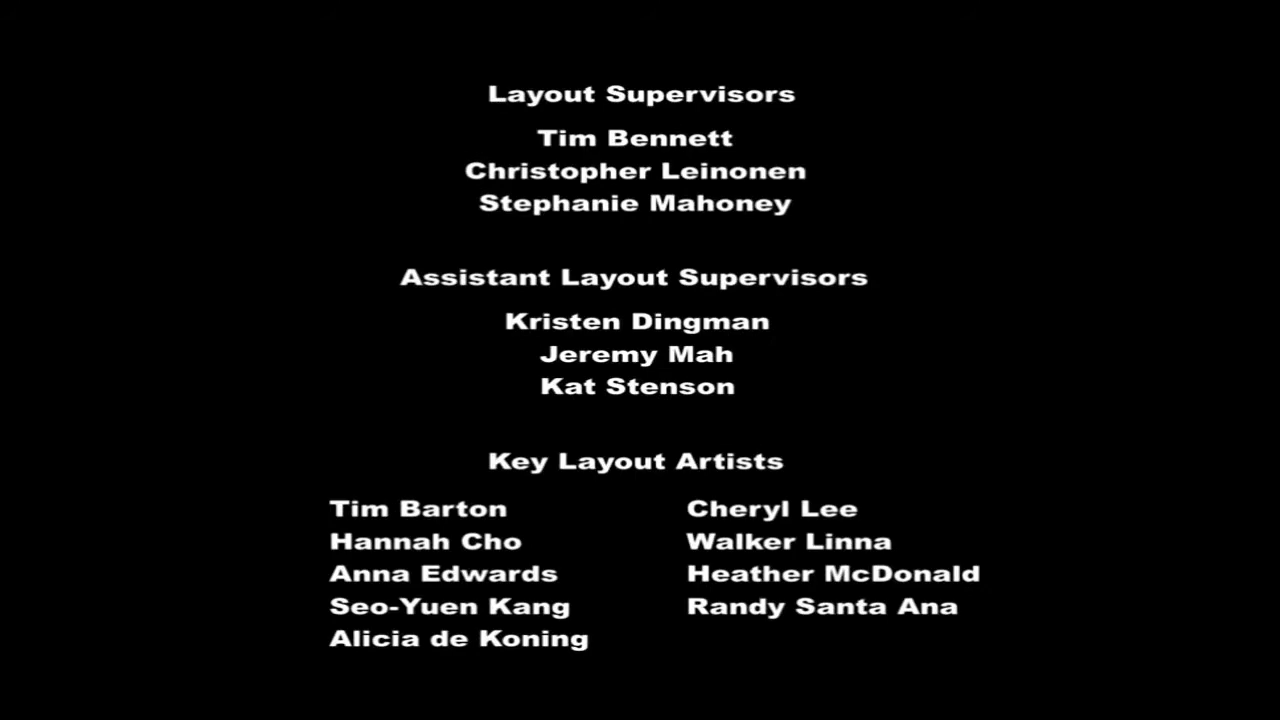 Layout Supervisors
Tim Bennett
Christopher Leinonen
Stephanie Mahoney
Assistant Layout Supervisors
Kristen Dingman
Jeremy Mah
Kat Stenson
Key Layout Artists
Tim Barton
Hannah Cho
Anna Edwards
Seo-Yuen Kang
Alicia de Koning
Cheryl Lee
Walker Linna
Heather McDonald
Randy Santa Ana